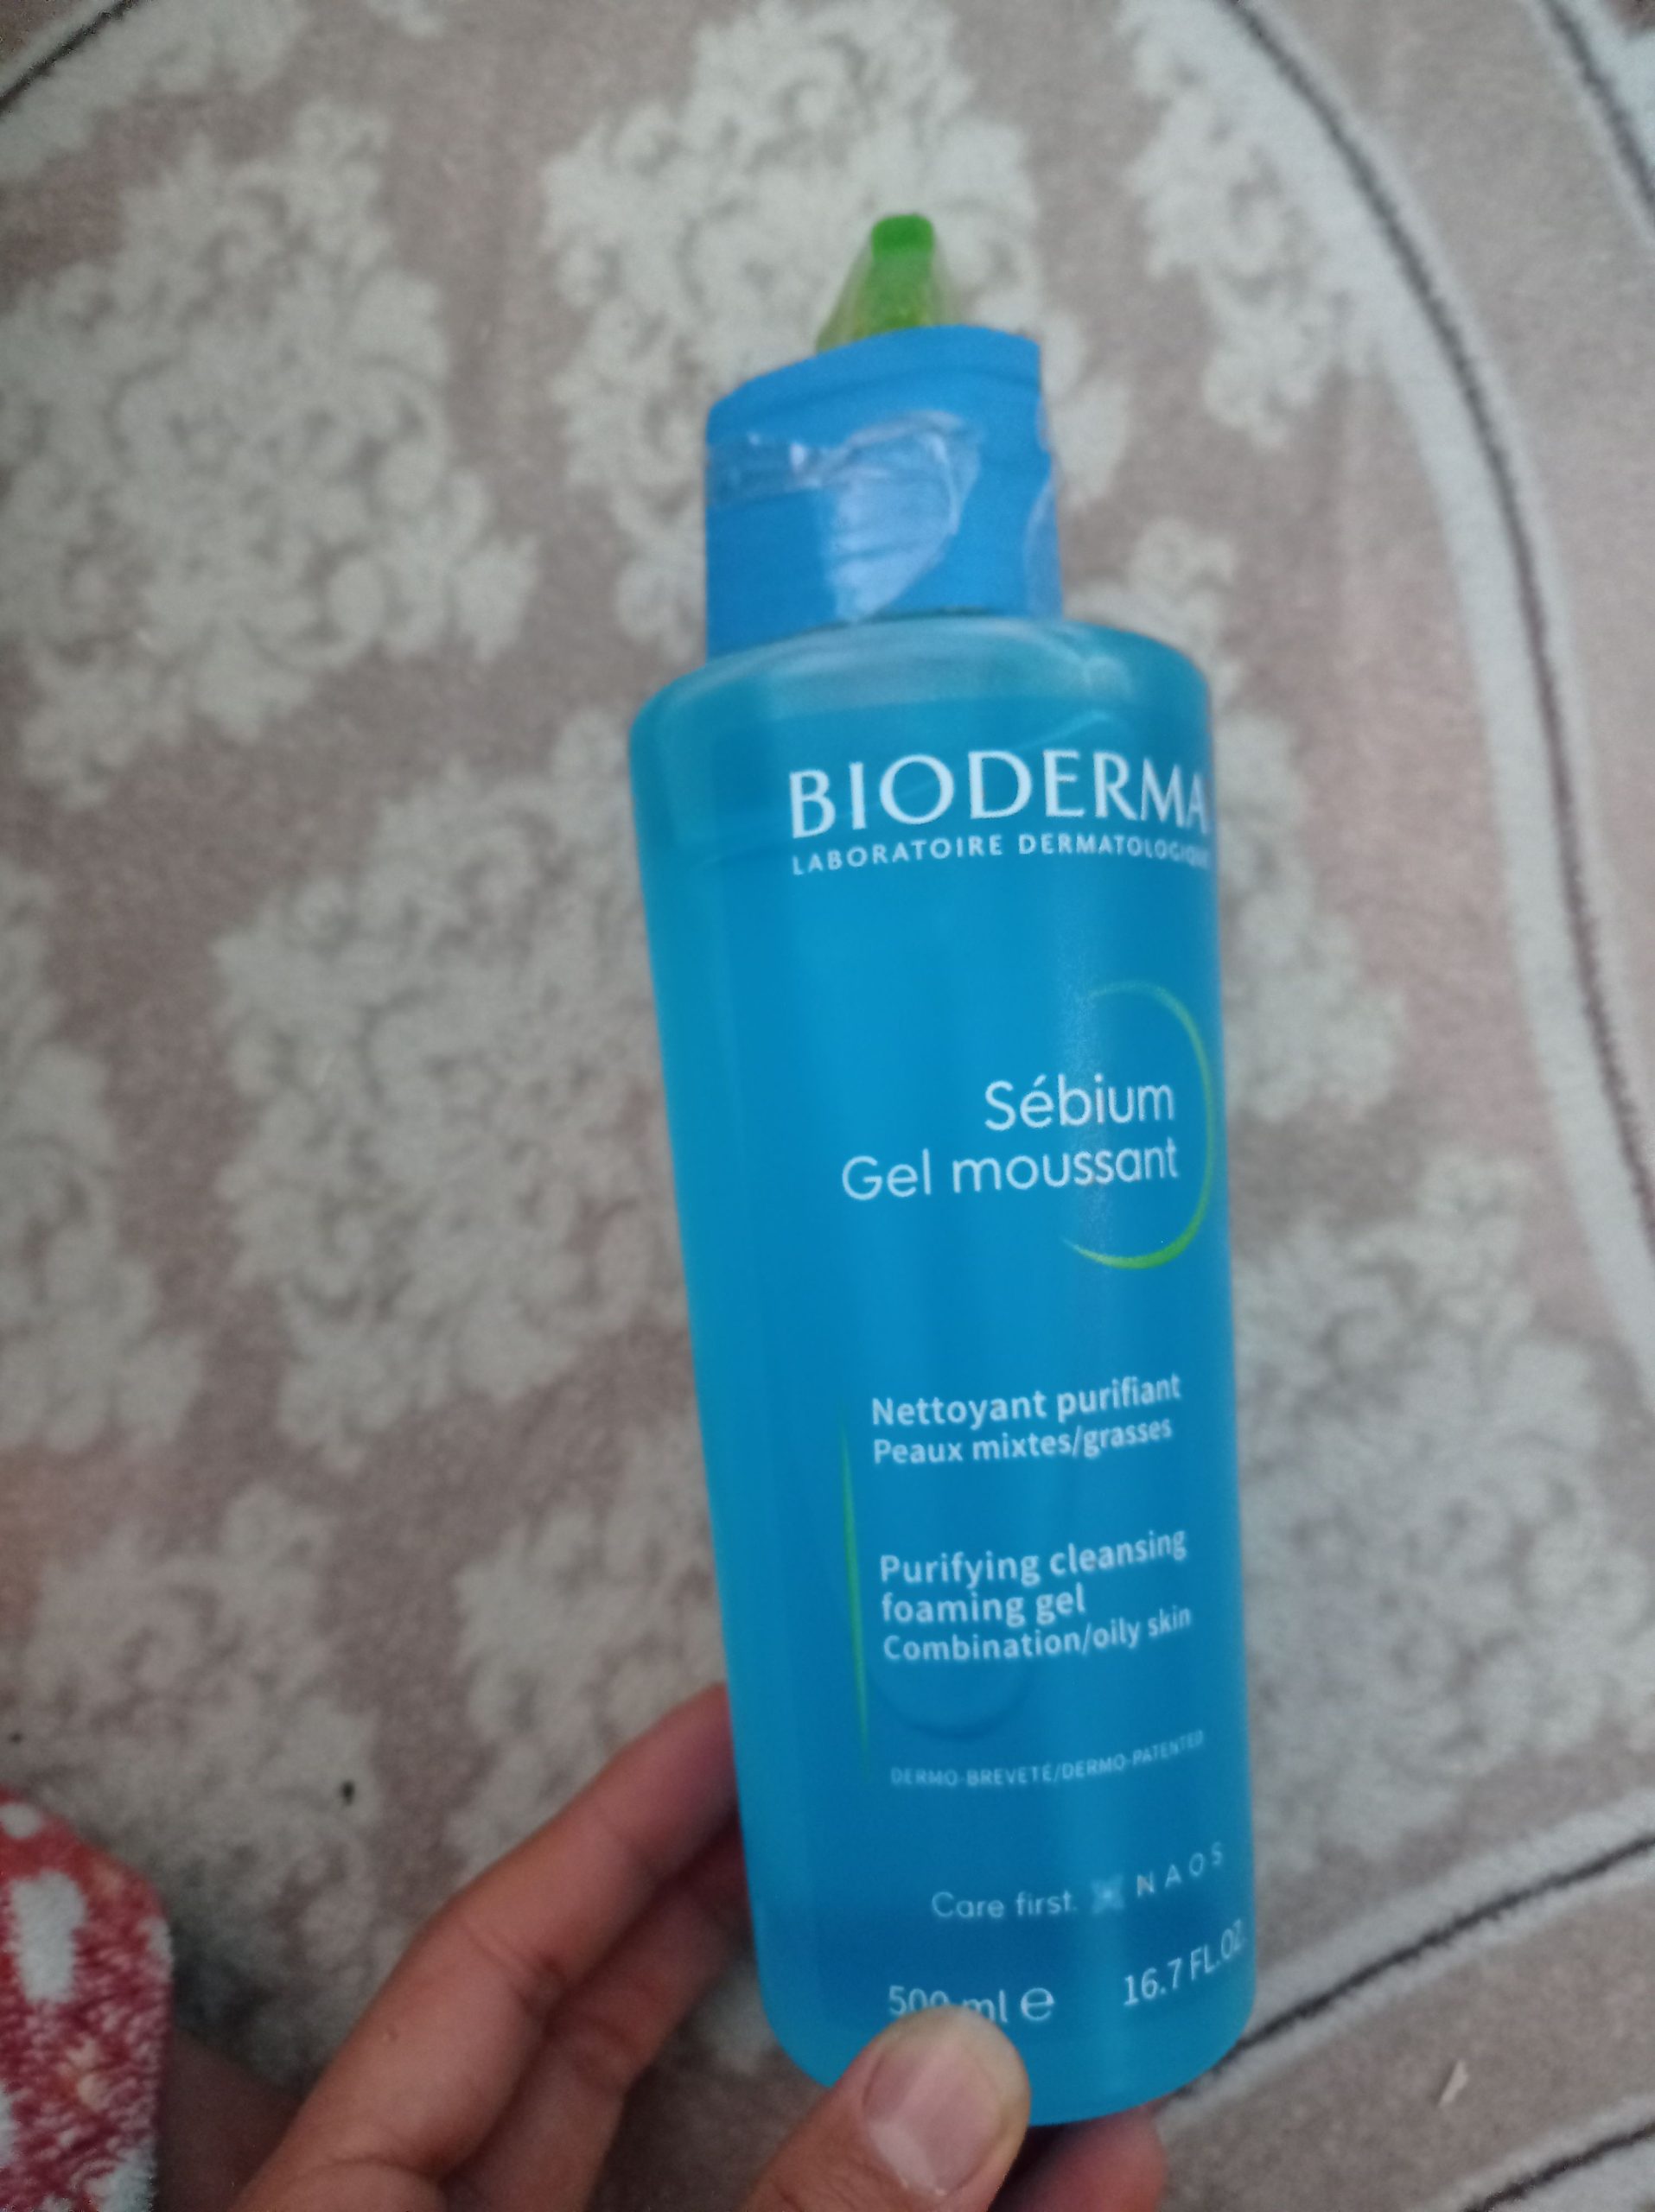 BIODERMA
LABORATOIRE DERMATOLOGIQUE
Sébium
Gel moussant
Nettoyant purifiant
Peaux mixtes/grasses
Purifying cleansing
foaming gel
Combination/oily skin
DERMO-BREVETÉ/DERMO-PATENTED
Care first. NAOS
500 ml e 16.7 FL.OZ.